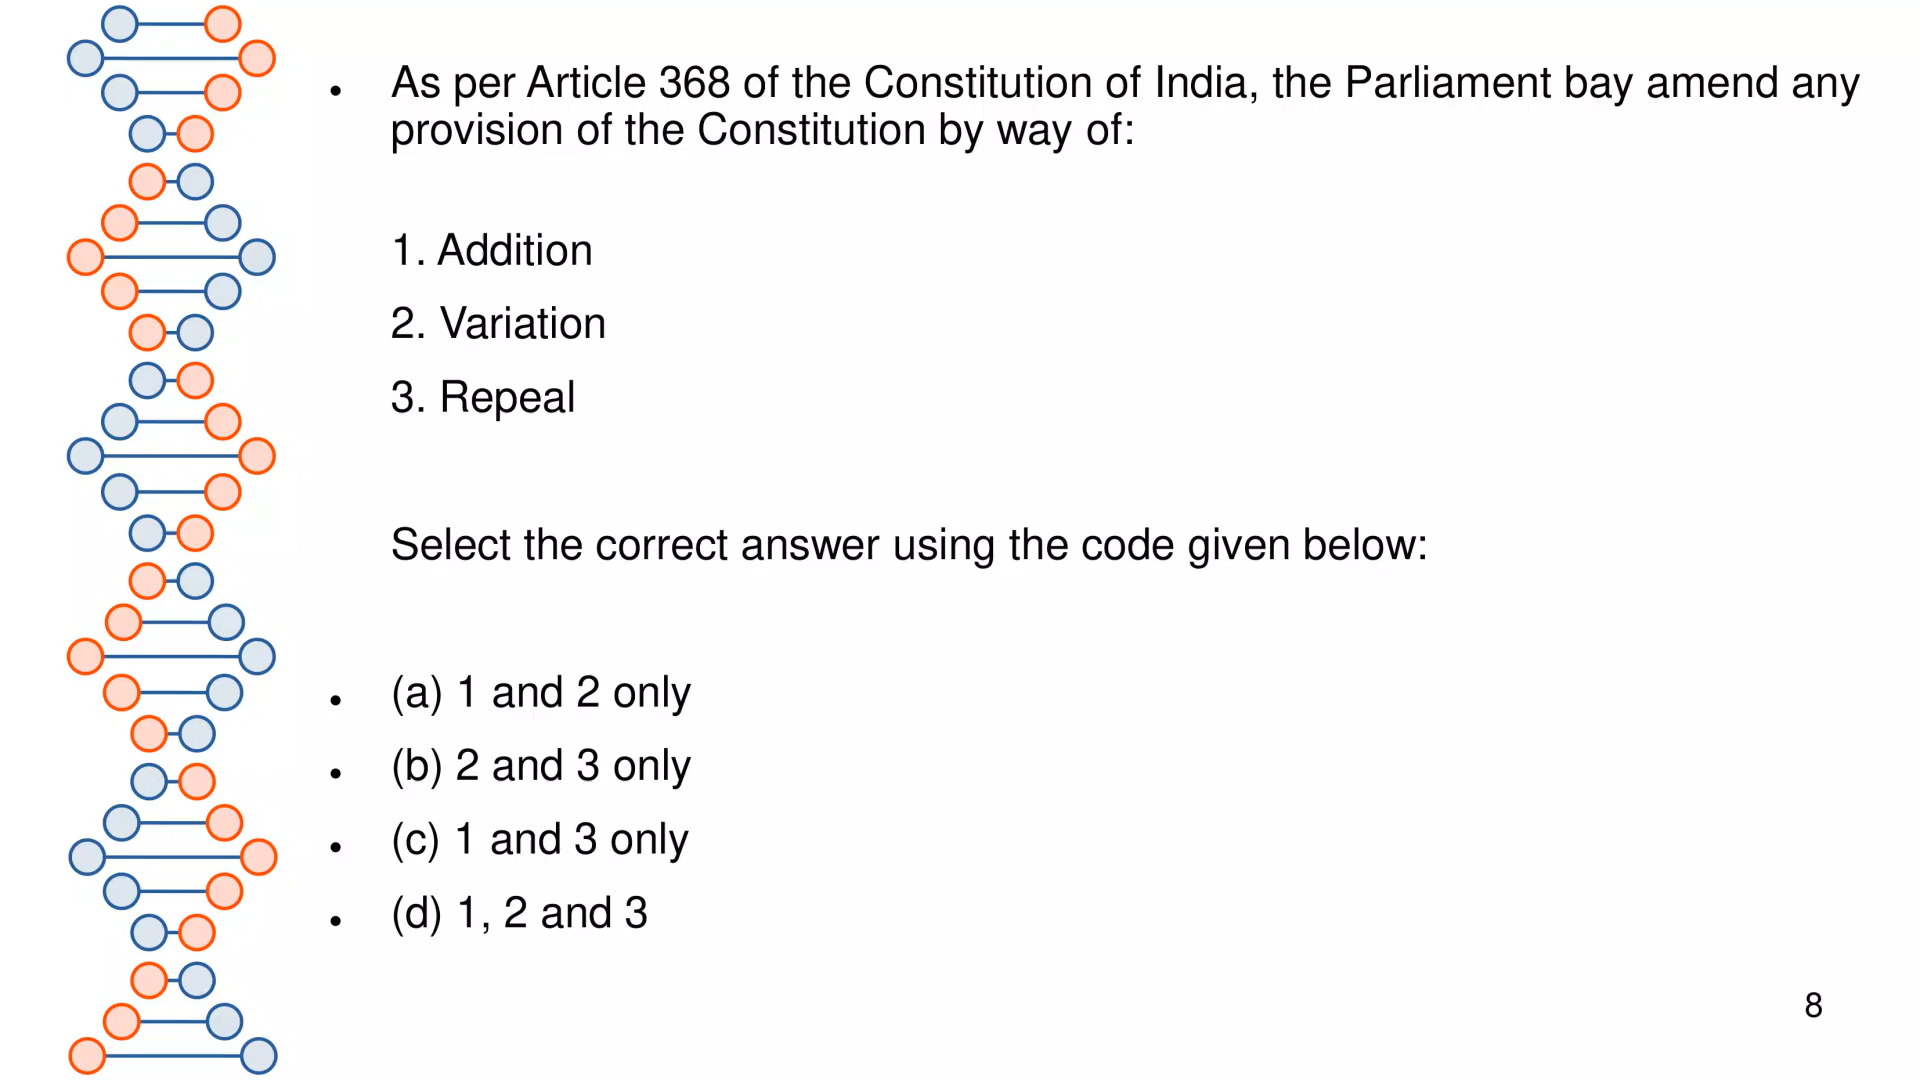 • As per Article 368 of the Constitution of India, the Parliament bay amend any
provision of the Constitution by way of:
1. Addition
2. Variation
3. Repeal
Select the correct answer using the code given below:
• (a) 1 and 2 only
• (b) 2 and 3 only
• (c) 1 and 3 only
• (d) 1, 2 and 3
8